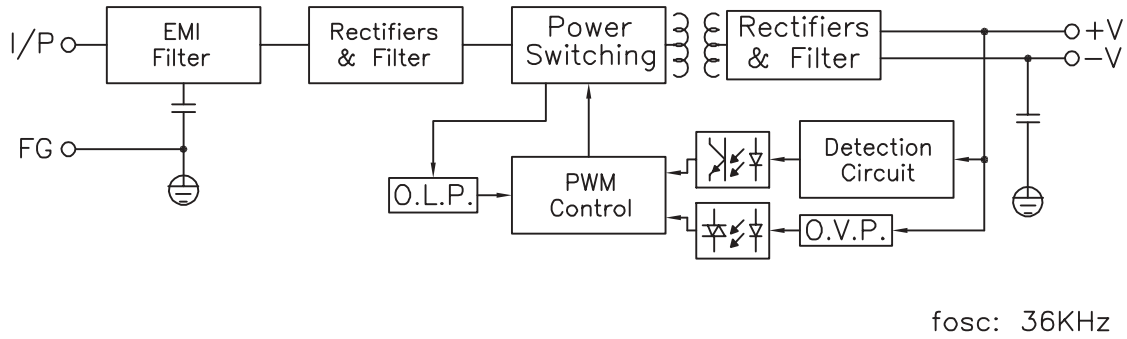 I/P
EMI
Filter
Rectifiers
& Filter
Power
Switching
Rectifiers
& Filter
+V
-V
FG
O.L.P.
PWM
Control
Detection
Circuit
O.V.P.
fosc: 36KHz